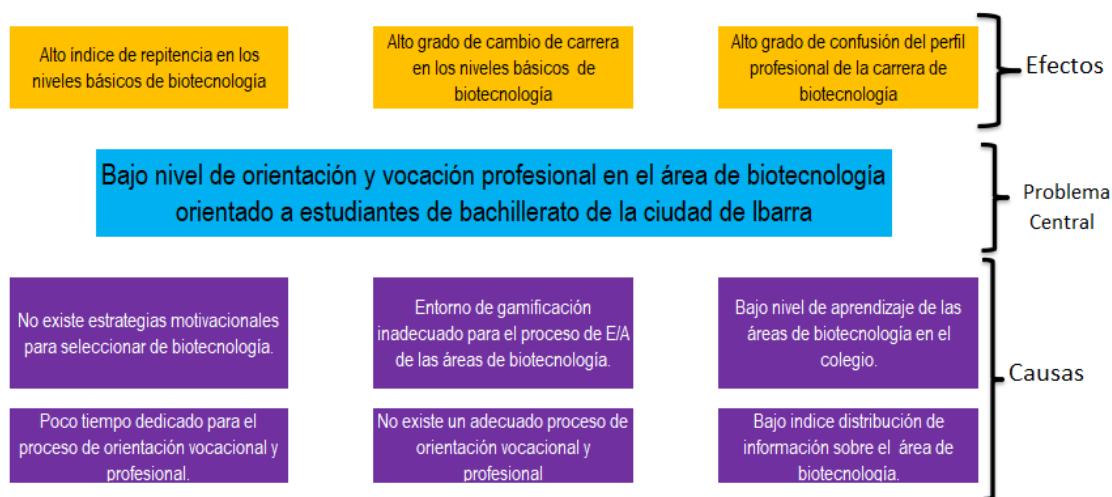 Alto índice de repitencia en los
niveles básicos de biotecnología
Alto grado de cambio de carrera
en los niveles básicos de
biotecnología
Alto grado de confusión del perfil
profesional de la carrera de
biotecnología
Efectos
Bajo nivel de orientación y vocación profesional en el área de biotecnología
orientado a estudiantes de bachillerato de la ciudad de Ibarra
Problema
Central
No existe estrategias motivacionales
para seleccionar de biotecnología.
Entorno de gamificación
inadecuado para el proceso de E/A
de las áreas de biotecnología.
Bajo nivel de aprendizaje de las
áreas de biotecnología en el
colegio.
Causas
Poco tiempo dedicado para el
proceso de orientación vocacional y
profesional.
No existe un adecuado proceso de
orientación vocacional y
profesional
Bajo indice distribución de
información sobre el área de
biotecnología.